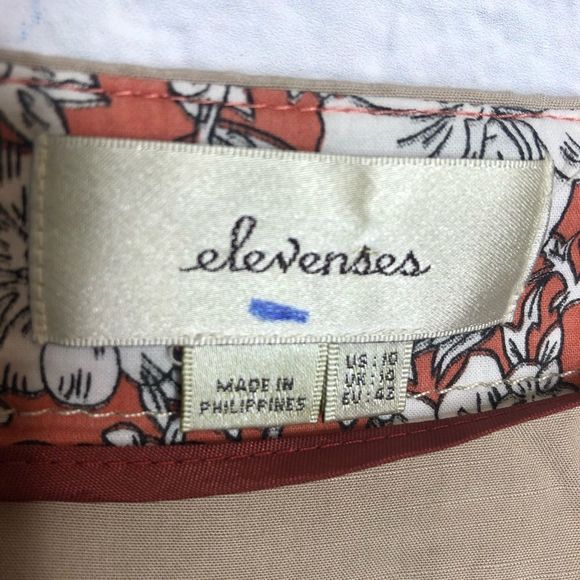 elevenses
MADE IN
PHILIPPINES
US : 10
UK : 14
EU : 42